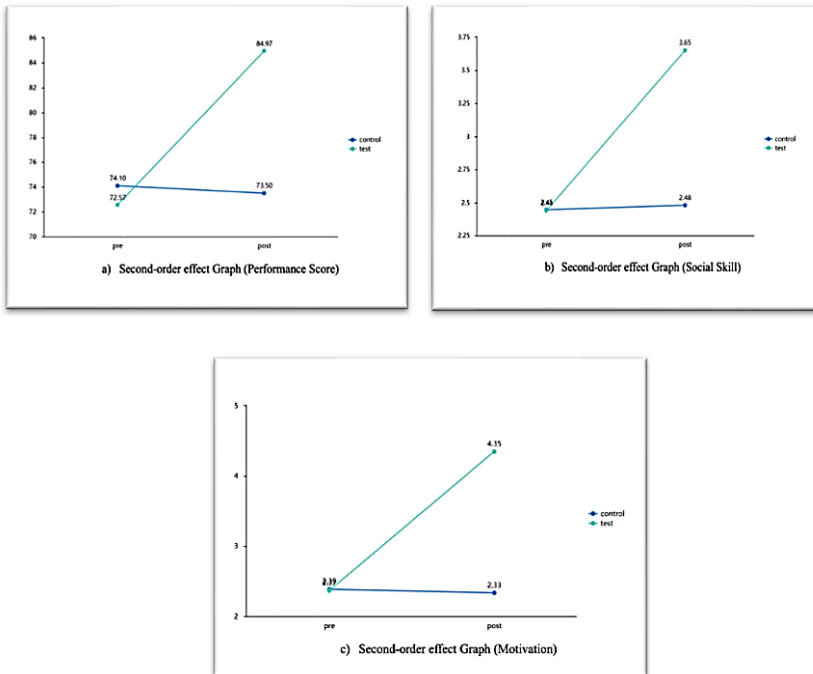 86
84
82
80
78
76
74
72
70
84.97
74.10
72.57
73.50
control
test
pre
post
a) Second-order effect Graph (Performance Score)
3.75
3.5
3.25
3
2.75
2.5
2.25
3.65
2.48
control
test
pre
post
b) Second-order effect Graph (Social Skill)
5
4
3
2
4.35
2.33
control
test
pre
post
c) Second-order effect Graph (Motivation)